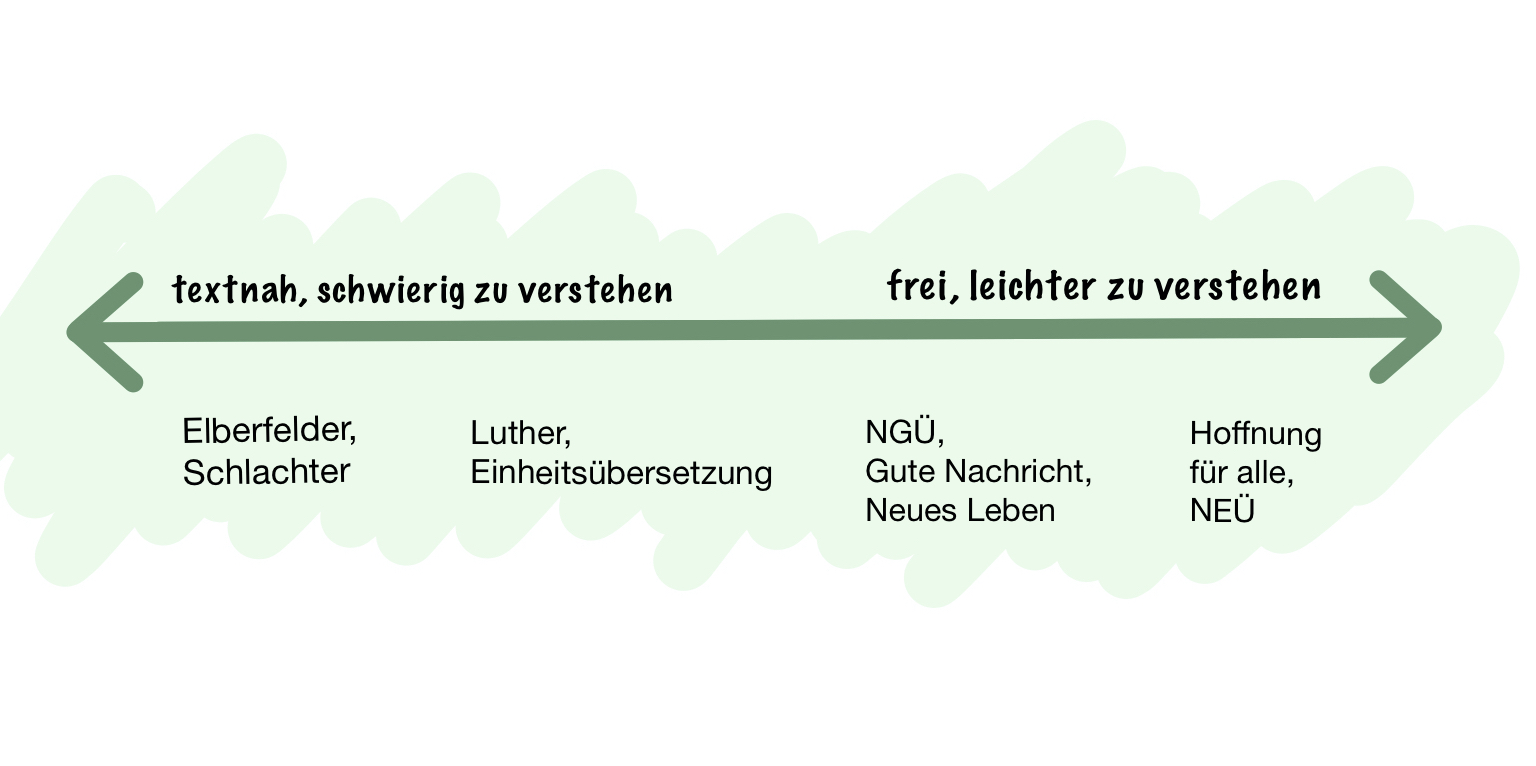 textnah, schwierig zu verstehen
frei, leichter zu verstehen
Elberfelder,
Schlachter
Luther,
Einheitsübersetzung
NGÜ,
Gute Nachricht,
Neues Leben
Hoffnung
für alle,
NEÜ